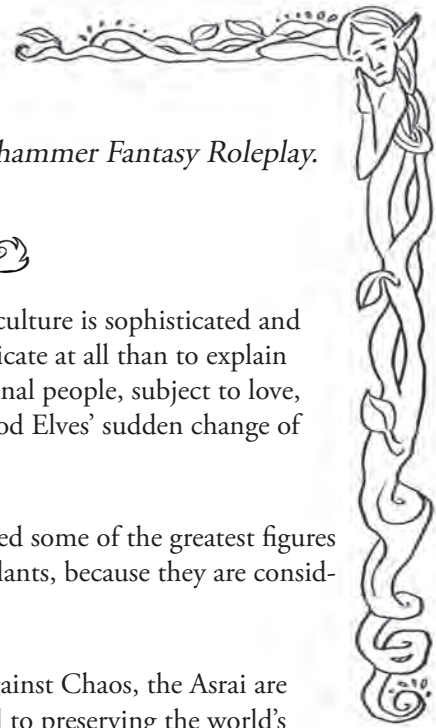 hammer Fantasy Roleplay.
culture is sophisticated and
icate at all than to explain
nal people, subject to love,
od Elves’ sudden change of
ed some of the greatest figures
lants, because they are consid-
gainst Chaos, the Asrai are
d to preserving the world’s